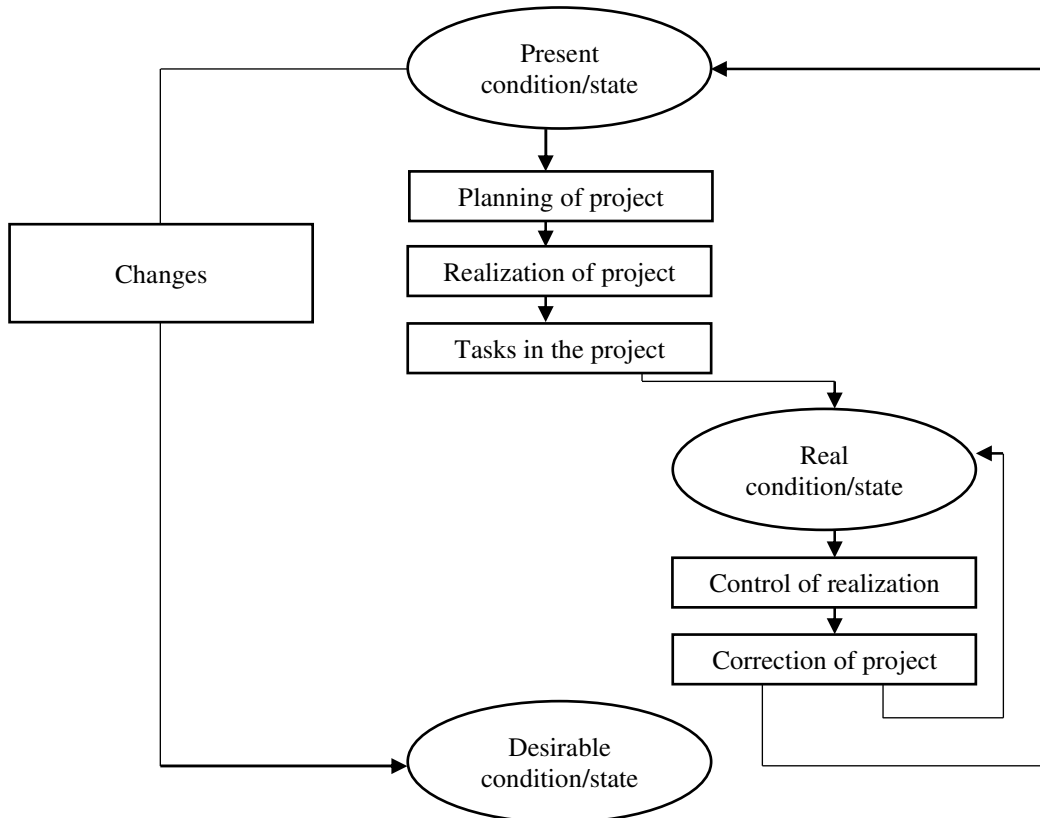 Present
condition/state
Planning of project
Changes
Realization of project
Tasks in the project
Real
condition/state
Control of realization
Correction of project
Desirable
condition/state